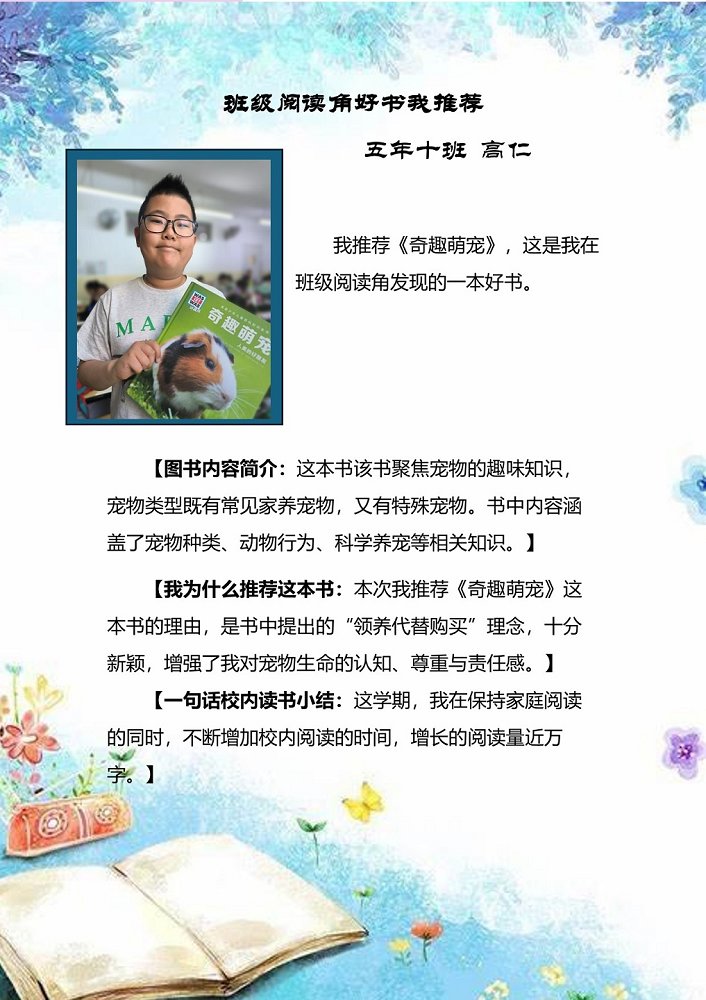 班级阅读角好书我推荐
五年十班 高仁
我推荐《奇趣萌宠》，这是我在
班级阅读角发现的一本好书。
MAR
奇趣萌宠
【图书内容简介：这本书该书聚焦宠物的趣味知识，
宠物类型既有常见家养宠物，又有特殊宠物。书中内容涵
盖了宠物种类、动物行为、科学养宠等相关知识。】
【我为什么推荐这本书：本次我推荐《奇趣萌宠》这
本书的理由，是书中提出的“领养代替购买”理念，十分
新颖，增强了我对宠物生命的认知、尊重与责任感。】
【一句话校内读书小结：这学期，我在保持家庭阅读
的同时，不断增加校内阅读的时间，增长的阅读量近万
字。】